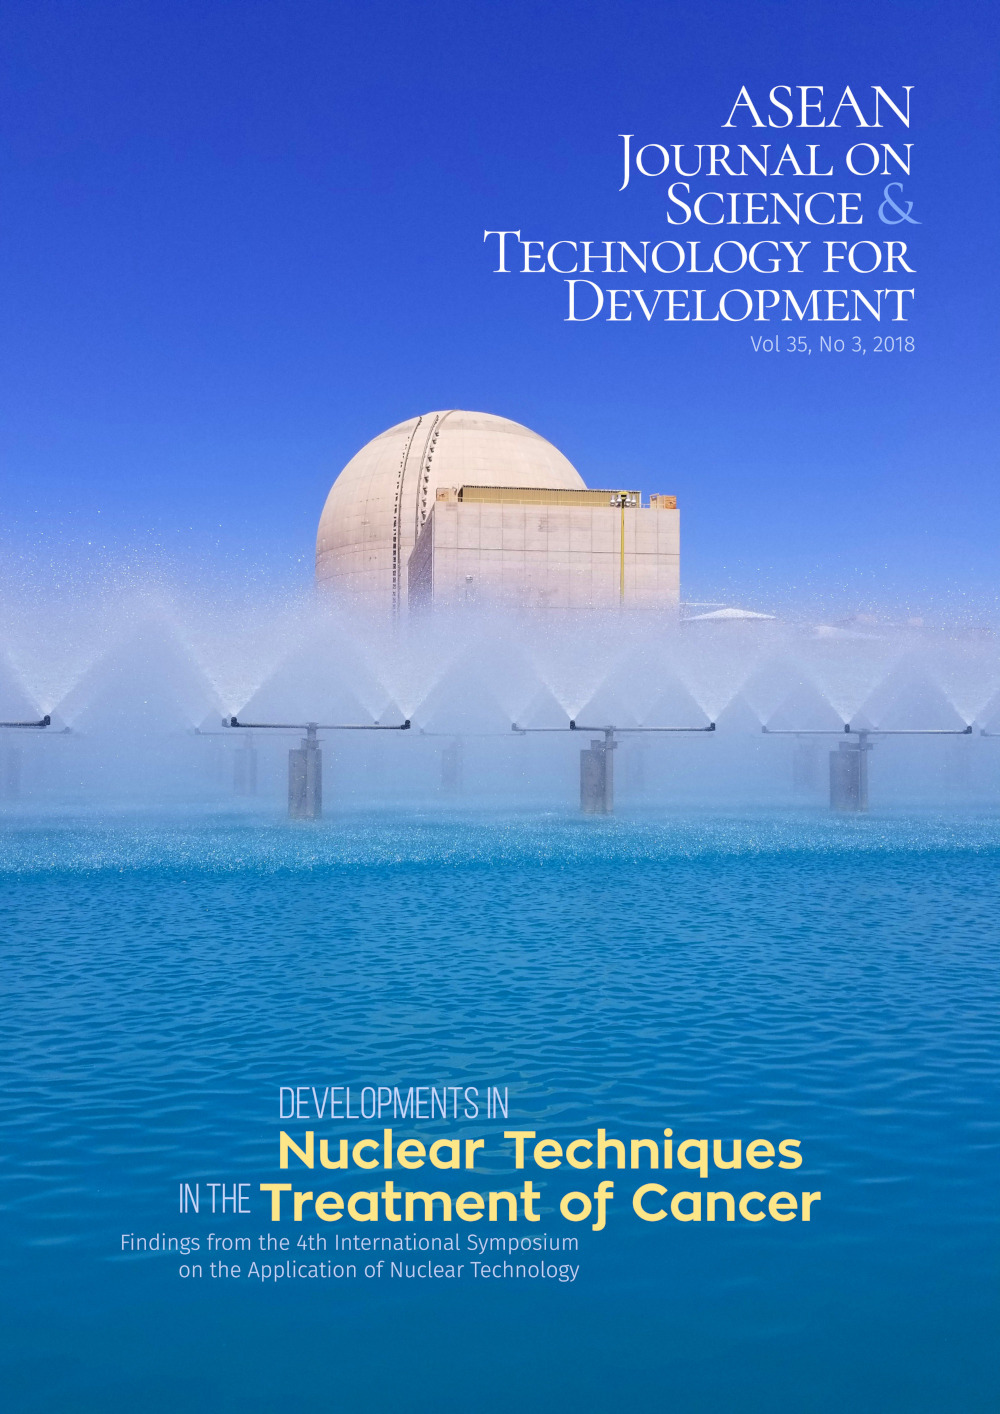 ASEAN
JOURNAL ON
SCIENCE &
TECHNOLOGY FOR
DEVELOPMENT
Vol 35, No 3, 2018
DEVELOPMENTS IN
Nuclear Techniques
IN THE Treatment of Cancer
Findings from the 4th International Symposium
on the Application of Nuclear Technology